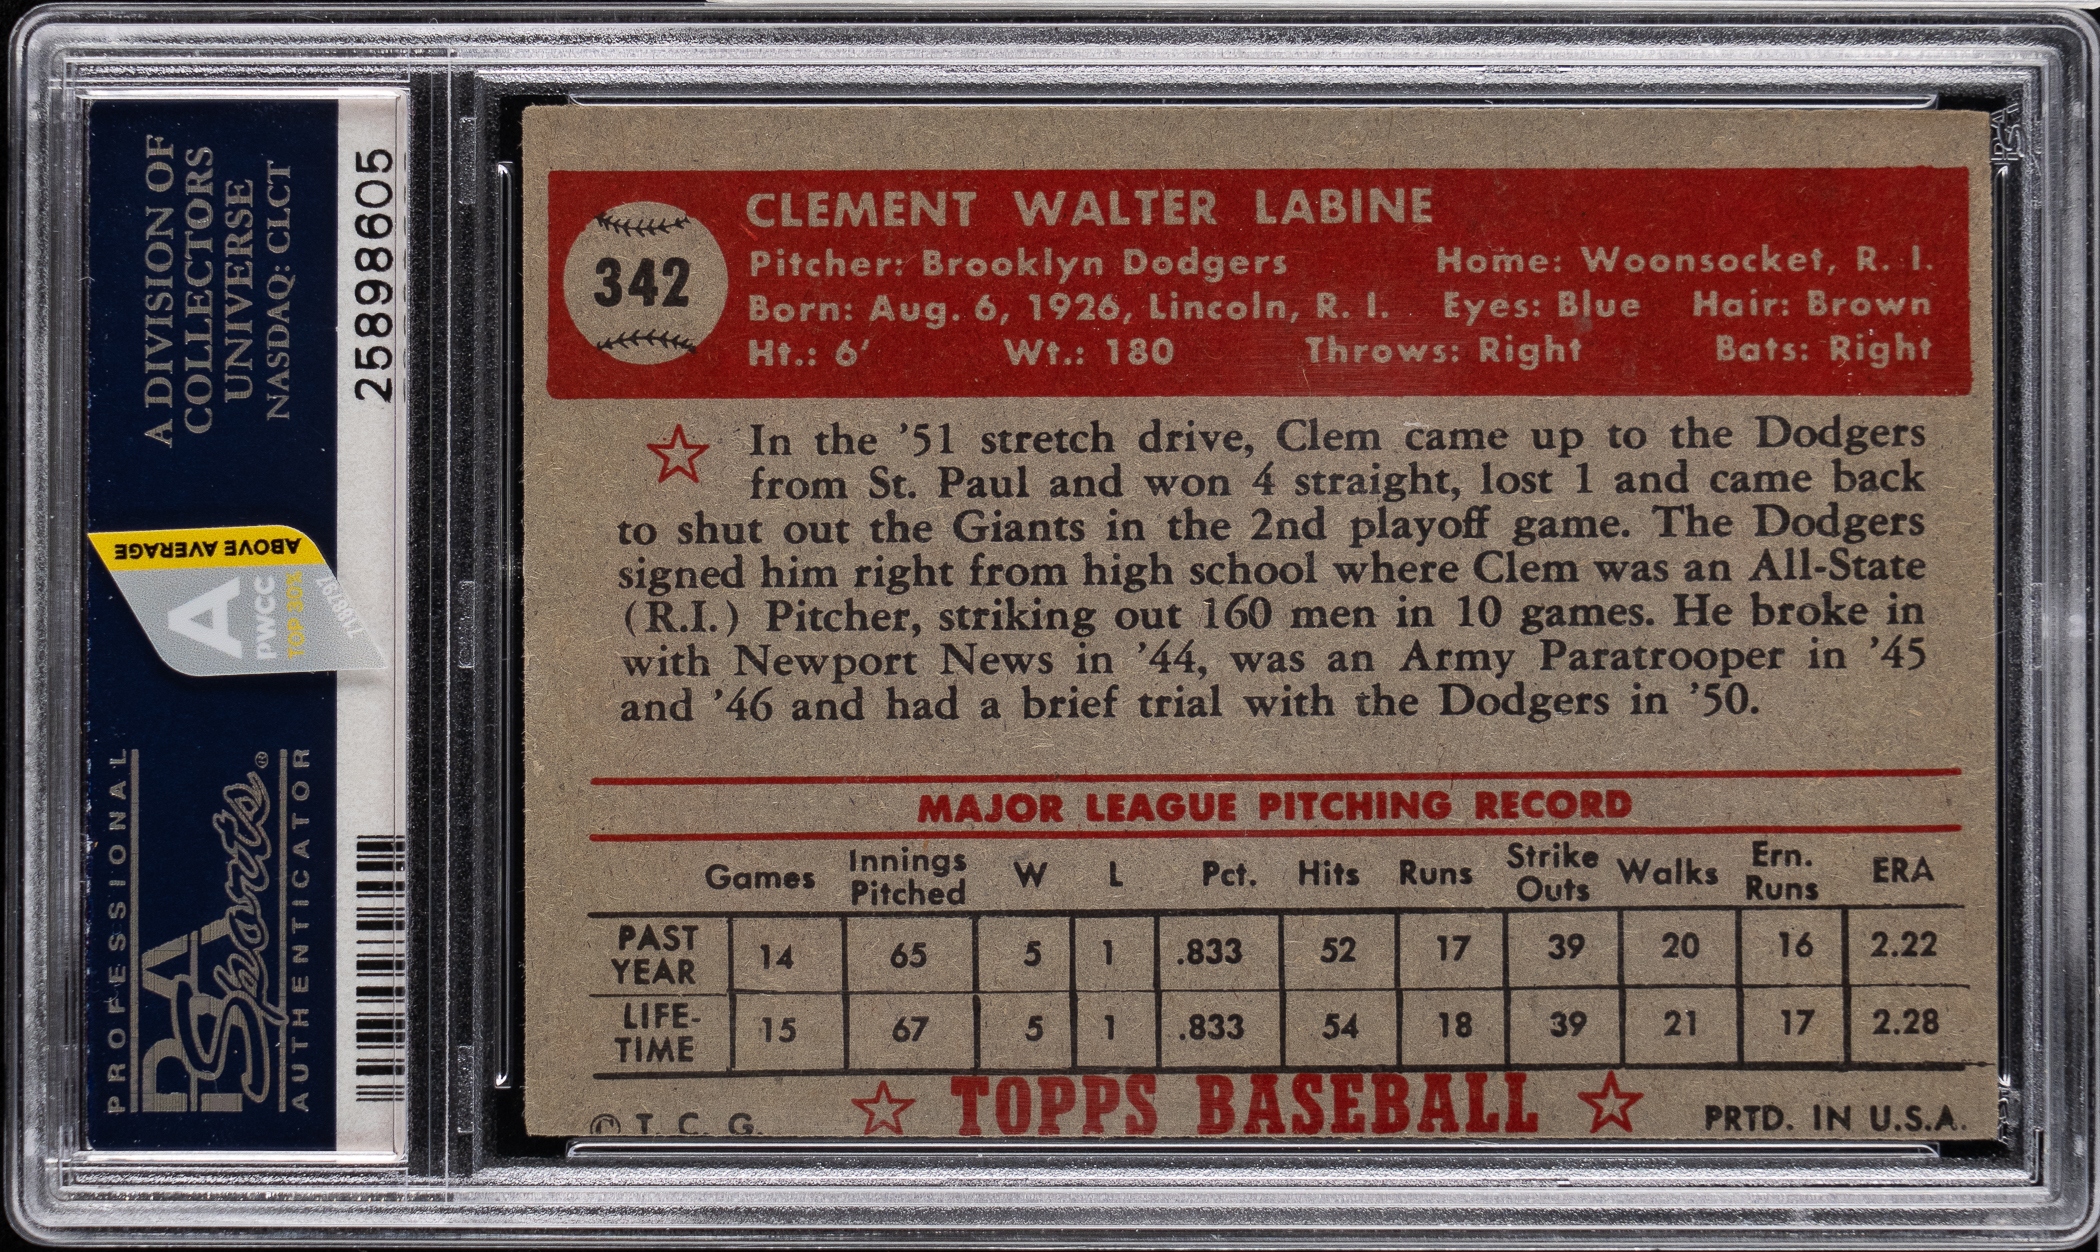 A DIVISION OF
COLLECTORS
UNIVERSE
NASDAQ: CLCT
25898605
ABOVE AVERAGE
A
PWCC
TOP 30%
PROFESSIONAL
PSA
Sports®
AUTHENTICATOR
342
CLEMENT WALTER LABINE
Pitcher: Brooklyn Dodgers Home: Woonsocket, R. I.
Born: Aug. 6, 1926, Lincoln, R. I. Eyes: Blue Hair: Brown
Ht.: 6' Wt.: 180 Throws: Right Bats: Right
In the '51 stretch drive, Clem came up to the Dodgers
from St. Paul and won 4 straight, lost 1 and came back
to shut out the Giants in the 2nd playoff game. The Dodgers
signed him right from high school where Clem was an All-State
(R.I.) Pitcher, striking out 160 men in 10 games. He broke in
with Newport News in '44, was an Army Paratrooper in '45
and '46 and had a brief trial with the Dodgers in '50.
MAJOR LEAGUE PITCHING RECORD
Games Innings Pitched W L Pct. Hits Runs Strike Outs Walks Ern. Runs ERA
PAST YEAR 14 65 5 1 .833 52 17 39 20 16 2.22
LIFE-TIME 15 67 5 1 .833 54 18 39 21 17 2.28
© T. C. G. TOPPS BASEBALL PRTD. IN U.S.A.